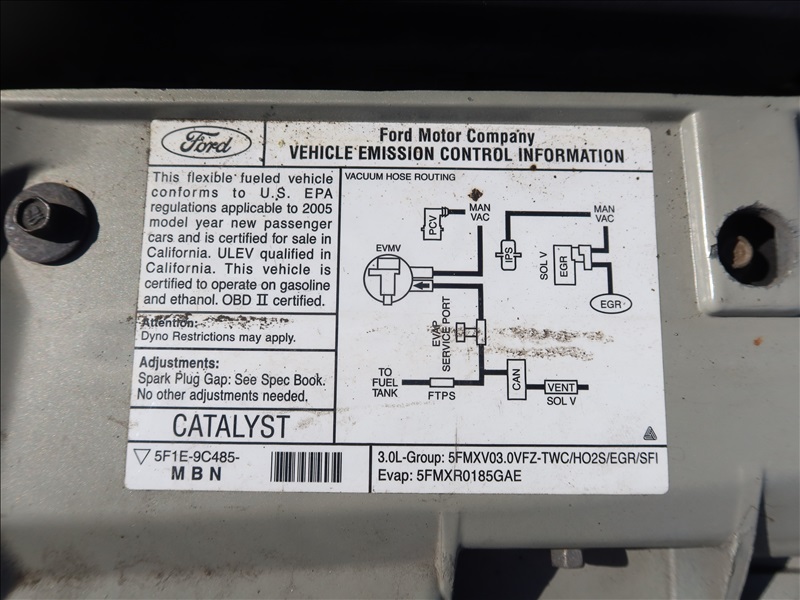 Ford
Ford Motor Company
VEHICLE EMISSION CONTROL INFORMATION
This flexible fueled vehicle
conforms to U.S. EPA
regulations applicable to 2005
model year new passenger
cars and is certified for sale in
California. ULEV qualified in
California. This vehicle is
certified to operate on gasoline
and ethanol. OBD II certified.
Attention:
Dyno Restrictions may apply.
Adjustments:
Spark Plug Gap: See Spec Book.
No other adjustments needed.
CATALYST
VACUUM HOSE ROUTING
PCV
MAN
VAC
IPS
MAN
VAC
EVMV
SOL V
EGR
EGR
EVAP
SERVICE PORT
TO
FUEL
TANK
FTPS
CAN
VENT
SOL V
5F1E-9C485-
MBN
3.0L-Group: 5FMXV03.0VFZ-TWC/HO2S/EGR/SFI
Evap: 5FMXR0185GAE